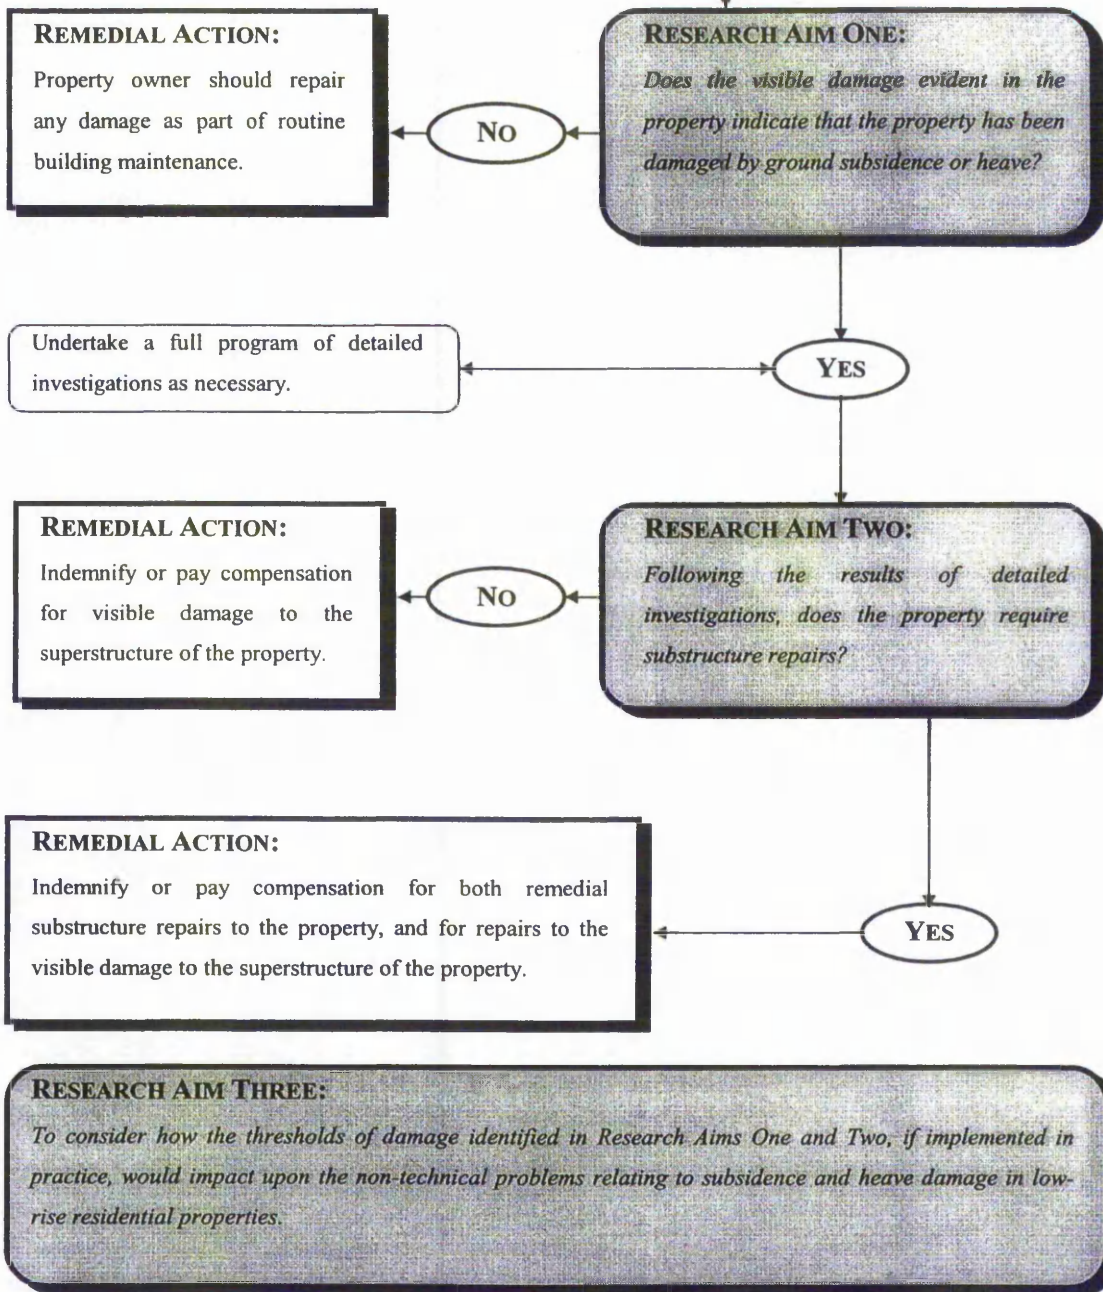 REMEDIAL ACTION:
Property owner should repair
any damage as part of routine
building maintenance.
NO
RESEARCH AIM ONE:
Does the visible damage evident in the
property indicate that the property has been
damaged by ground subsidence or heave?
Undertake a full program of detailed
investigations as necessary.
YES
REMEDIAL ACTION:
Indemnify or pay compensation
for visible damage to the
superstructure of the property.
NO
RESEARCH AIM TWO:
Following the results of detailed
investigations, does the property require
substructure repairs?
REMEDIAL ACTION:
Indemnify or pay compensation for both remedial
substructure repairs to the property, and for repairs to the
visible damage to the superstructure of the property.
YES
RESEARCH AIM THREE:
To consider how the thresholds of damage identified in Research Aims One and Two, if implemented in
practice, would impact upon the non-technical problems relating to subsidence and heave damage in low-
rise residential properties.